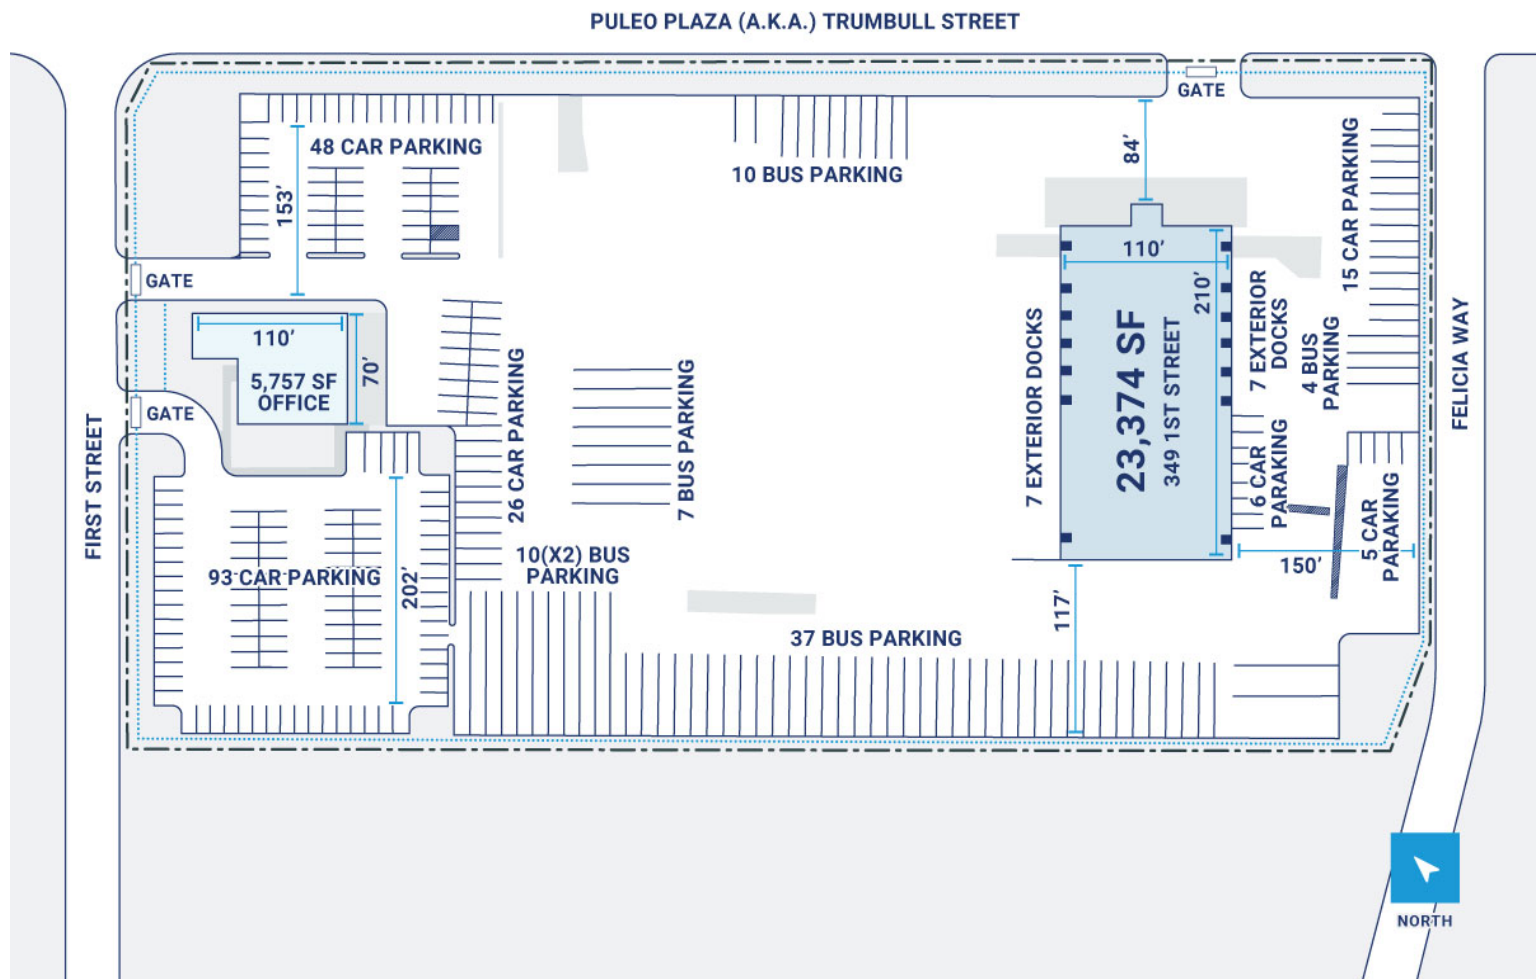 PULEO PLAZA (A.K.A.) TRUMBULL STREET
GATE
48 CAR PARKING
153'
10 BUS PARKING
84'
15 CAR PARKING
GATE
110'
70'
5,757 SF
OFFICE
GATE
FIRST STREET
26 CAR PARKING
7 BUS PARKING
7 EXTERIOR DOCKS
110'
210'
23,374 SF
349 1ST STREET
7 EXTERIOR
DOCKS
4 BUS
PARKING
FELICIA WAY
6 CAR
PARAKING
5 CAR
PARAKING
150'
10(X2) BUS
PARKING
93 CAR PARKING
202'
117'
37 BUS PARKING
NORTH